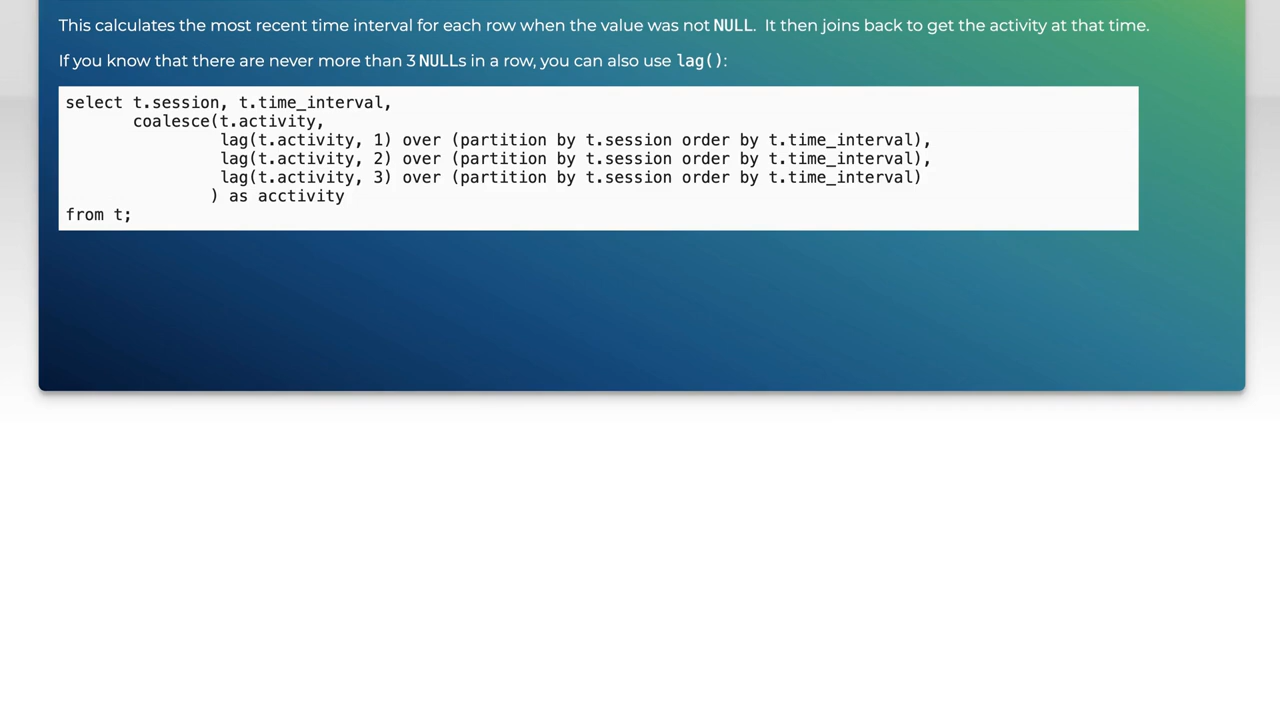 This calculates the most recent time interval for each row when the value was not NULL. It then joins back to get the activity at that time.
If you know that there are never more than 3 NULLs in a row, you can also use lag():
select t.session, t.time_interval,
       coalesce(t.activity,
                lag(t.activity, 1) over (partition by t.session order by t.time_interval),
                lag(t.activity, 2) over (partition by t.session order by t.time_interval),
                lag(t.activity, 3) over (partition by t.session order by t.time_interval)
               ) as acctivity
from t;